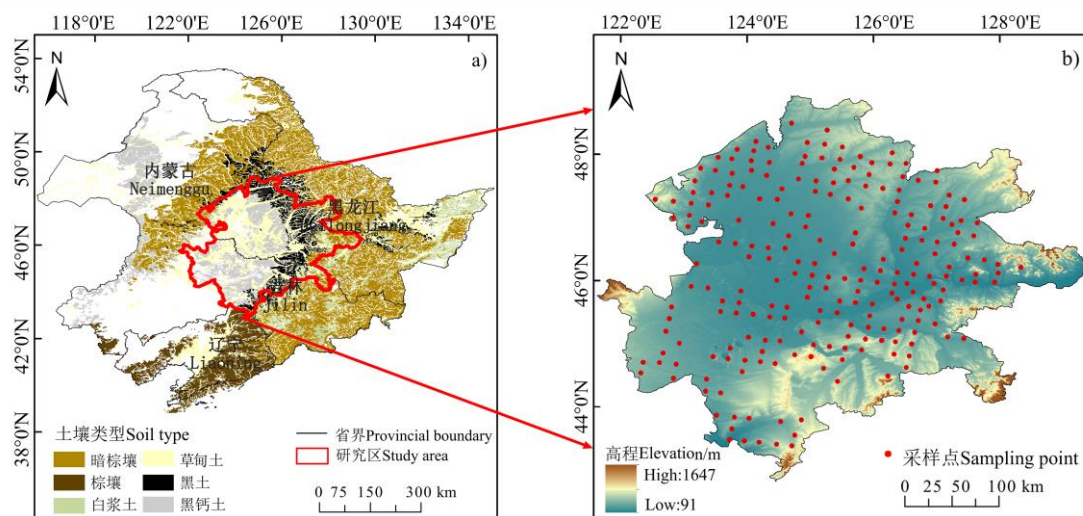 118°0'E 122°0'E 126°0'E 130°0'E 134°0'E
54°0'N
50°0'N
46°0'N
42°0'N
38°0'N
N
a)
内蒙古
Neimenggu
黑龙江
Heilongjiang
吉林
Jilin
辽宁
Liaoning
土壤类型Soil type
暗棕壤
草甸土
棕壤
黑土
白浆土
黑钙土
省界Provincial boundary
研究区Study area
0 75 150 300 km
122°0'E 124°0'E 126°0'E 128°0'E
48°0'N
46°0'N
44°0'N
N
b)
高程Elevation/m
High:1647
Low:91
采样点Sampling point
0 25 50 100 km